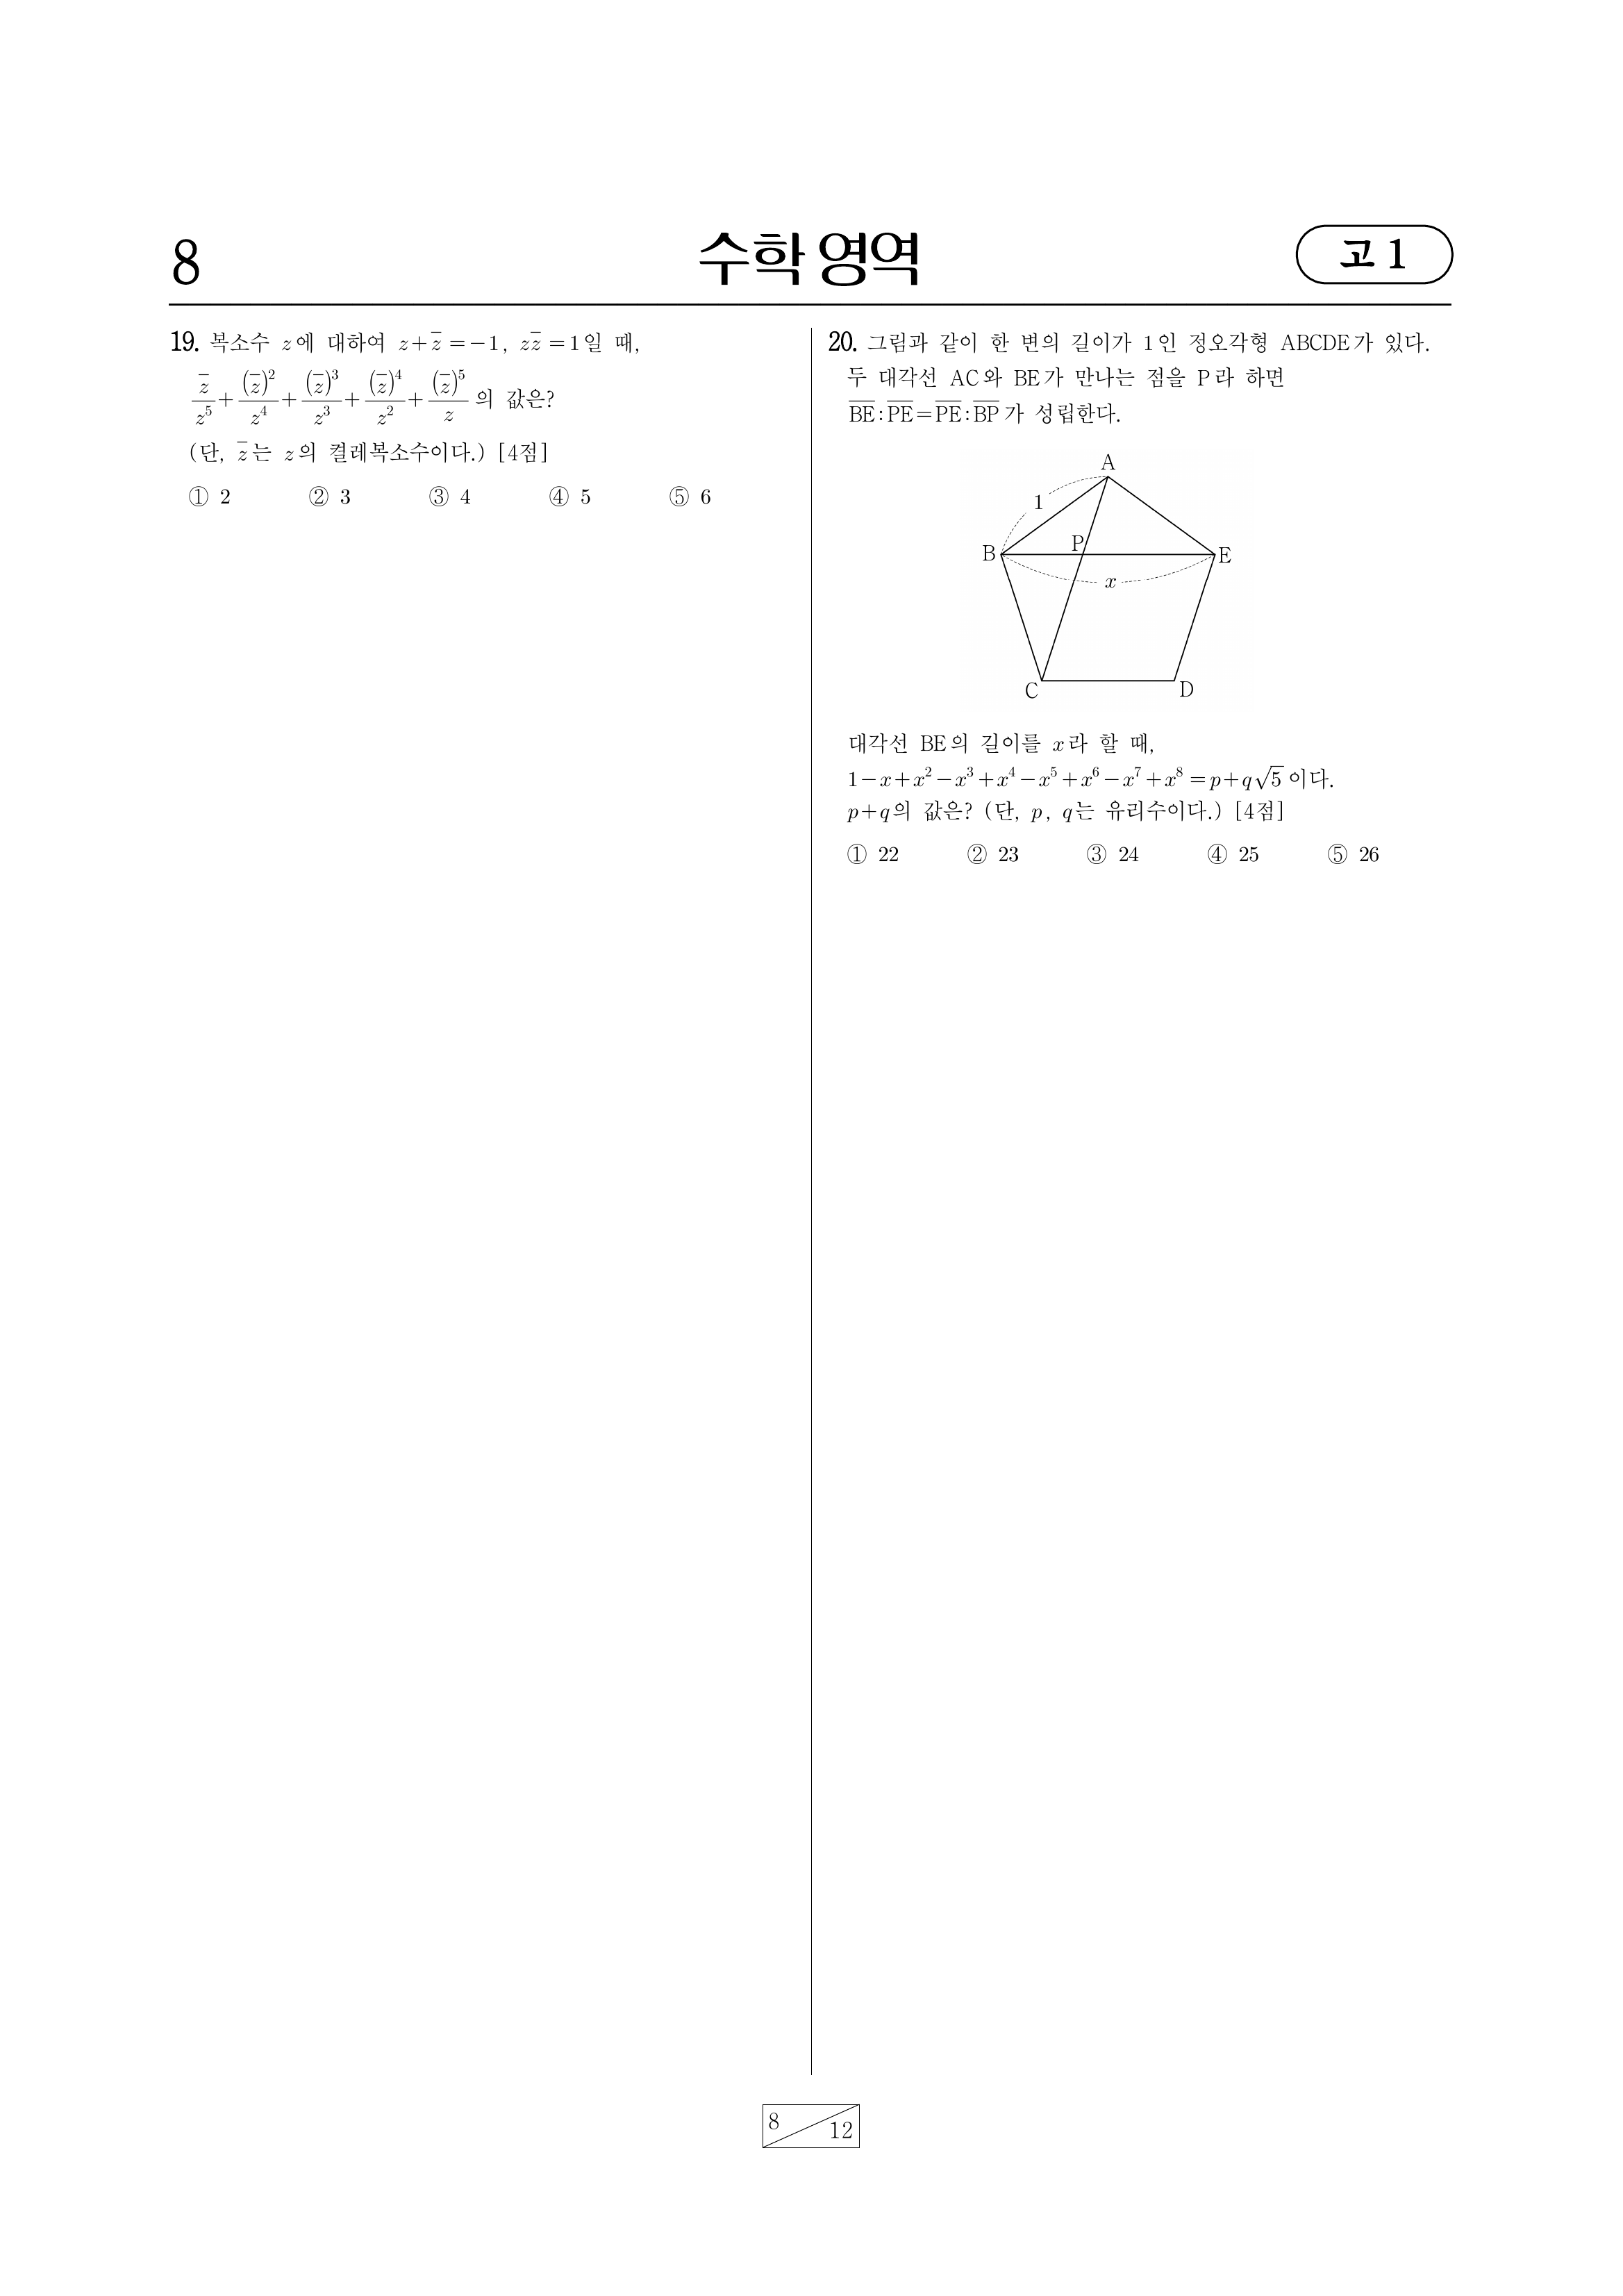 8
수학 영역
고 1
19. 복소수 z에 대하여 z+z̅=−1, zz̅=1일 때,
z̅/z⁵+(z̅)²/z⁴+(z̅)³/z³+(z̅)⁴/z²+(z̅)⁵/z 의 값은?
(단, z̅는 z의 켤레복소수이다.) [4점]
① 2 ② 3 ③ 4 ④ 5 ⑤ 6
20. 그림과 같이 한 변의 길이가 1인 정오각형 ABCDE가 있다.
두 대각선 AC와 BE가 만나는 점을 P라 하면
B̅E̅:P̅E̅=P̅E̅:B̅P̅가 성립한다.
A
1
B
P
E
x
C
D
대각선 BE의 길이를 x라 할 때,
1−x+x²−x³+x⁴−x⁵+x⁶−x⁷+x⁸=p+q√5 이다.
p+q의 값은? (단, p, q는 유리수이다.) [4점]
① 22 ② 23 ③ 24 ④ 25 ⑤ 26
8
12